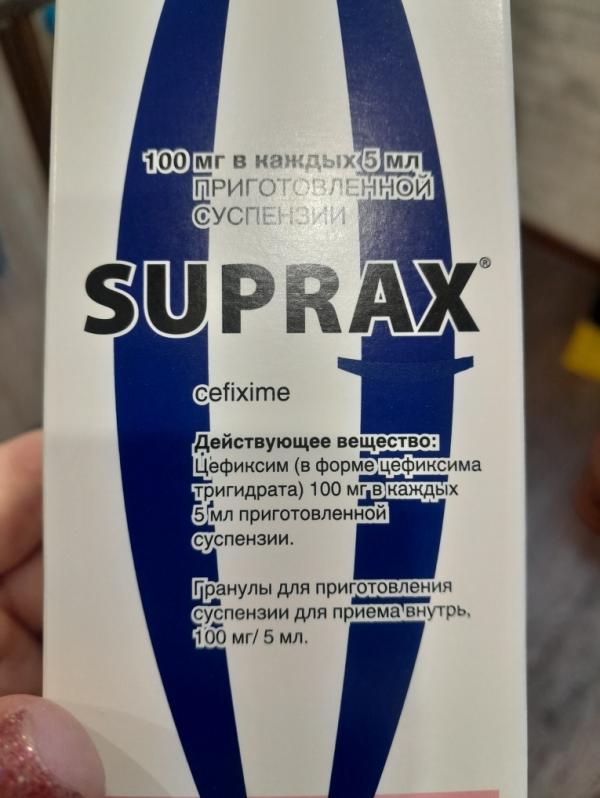 100 мг в каждых 5 мл
ПРИГОТОВЛЕННОЙ
СУСПЕНЗИИ
SUPRAX®
cefixime
Действующее вещество:
Цефиксим (в форме цефиксима
тригидрата) 100 мг в каждых
5 мл приготовленной
суспензии.
Гранулы для приготовления
суспензии для приема внутрь,
100 мг/ 5 мл.